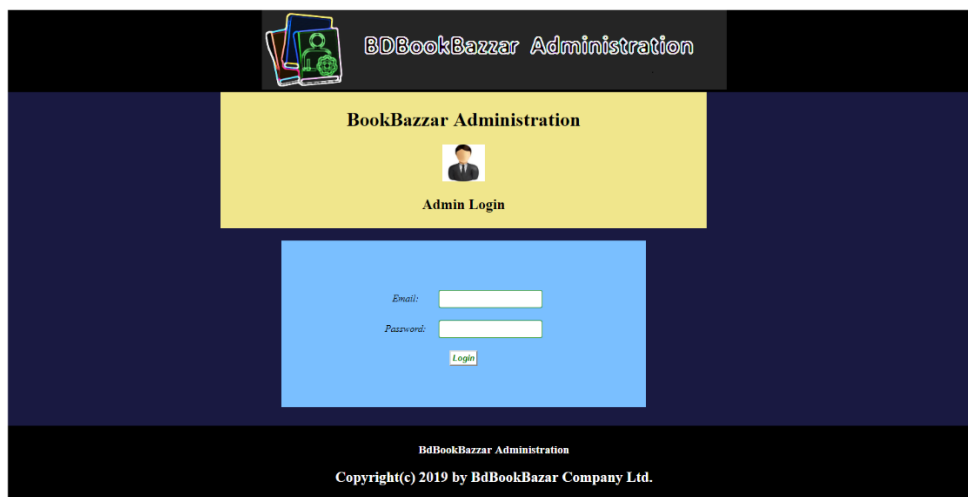 BDBookBazzar Administration
BookBazzar Administration
Admin Login
Email:
Password:
Login
BdBookBazzar Administration
Copyright(c) 2019 by BdBookBazar Company Ltd.